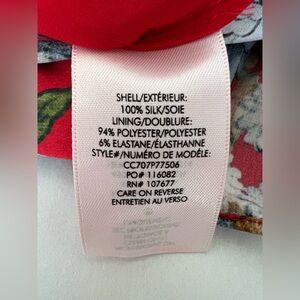 SHELL/EXTÉRIEUR:
100% SILK/SOIE
LINING/DOUBLURE:
94% POLYESTER/POLYESTER
6% ELASTANE/ÉLASTHANNE
STYLE#/NUMÉRO DE MODÈLE:
CC707P77506
PO# 116082
RN# 107677
CARE ON REVERSE
ENTRETIEN AU VERSO